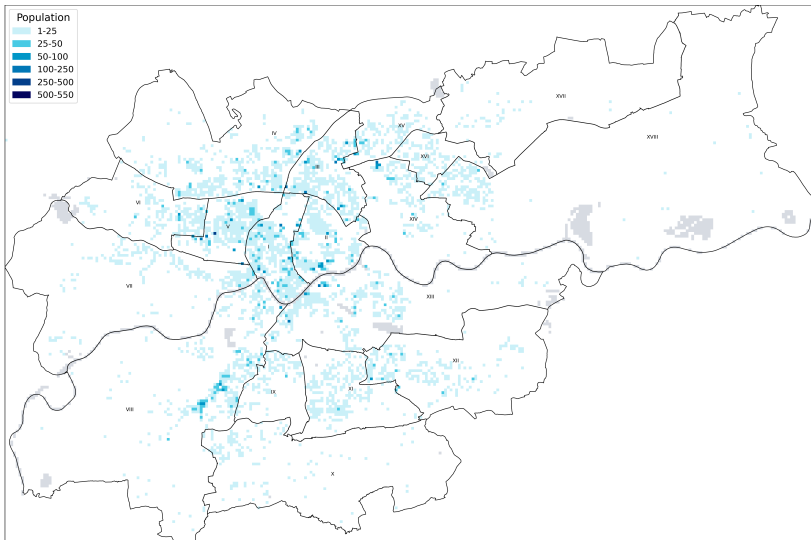 Population
1-25
25-50
50-100
100-250
250-500
500-550
XVII
XVIII
IV
XV
III
XVI
VI
V
XIV
I
II
VII
XIII
XII
IX
XI
VIII
X